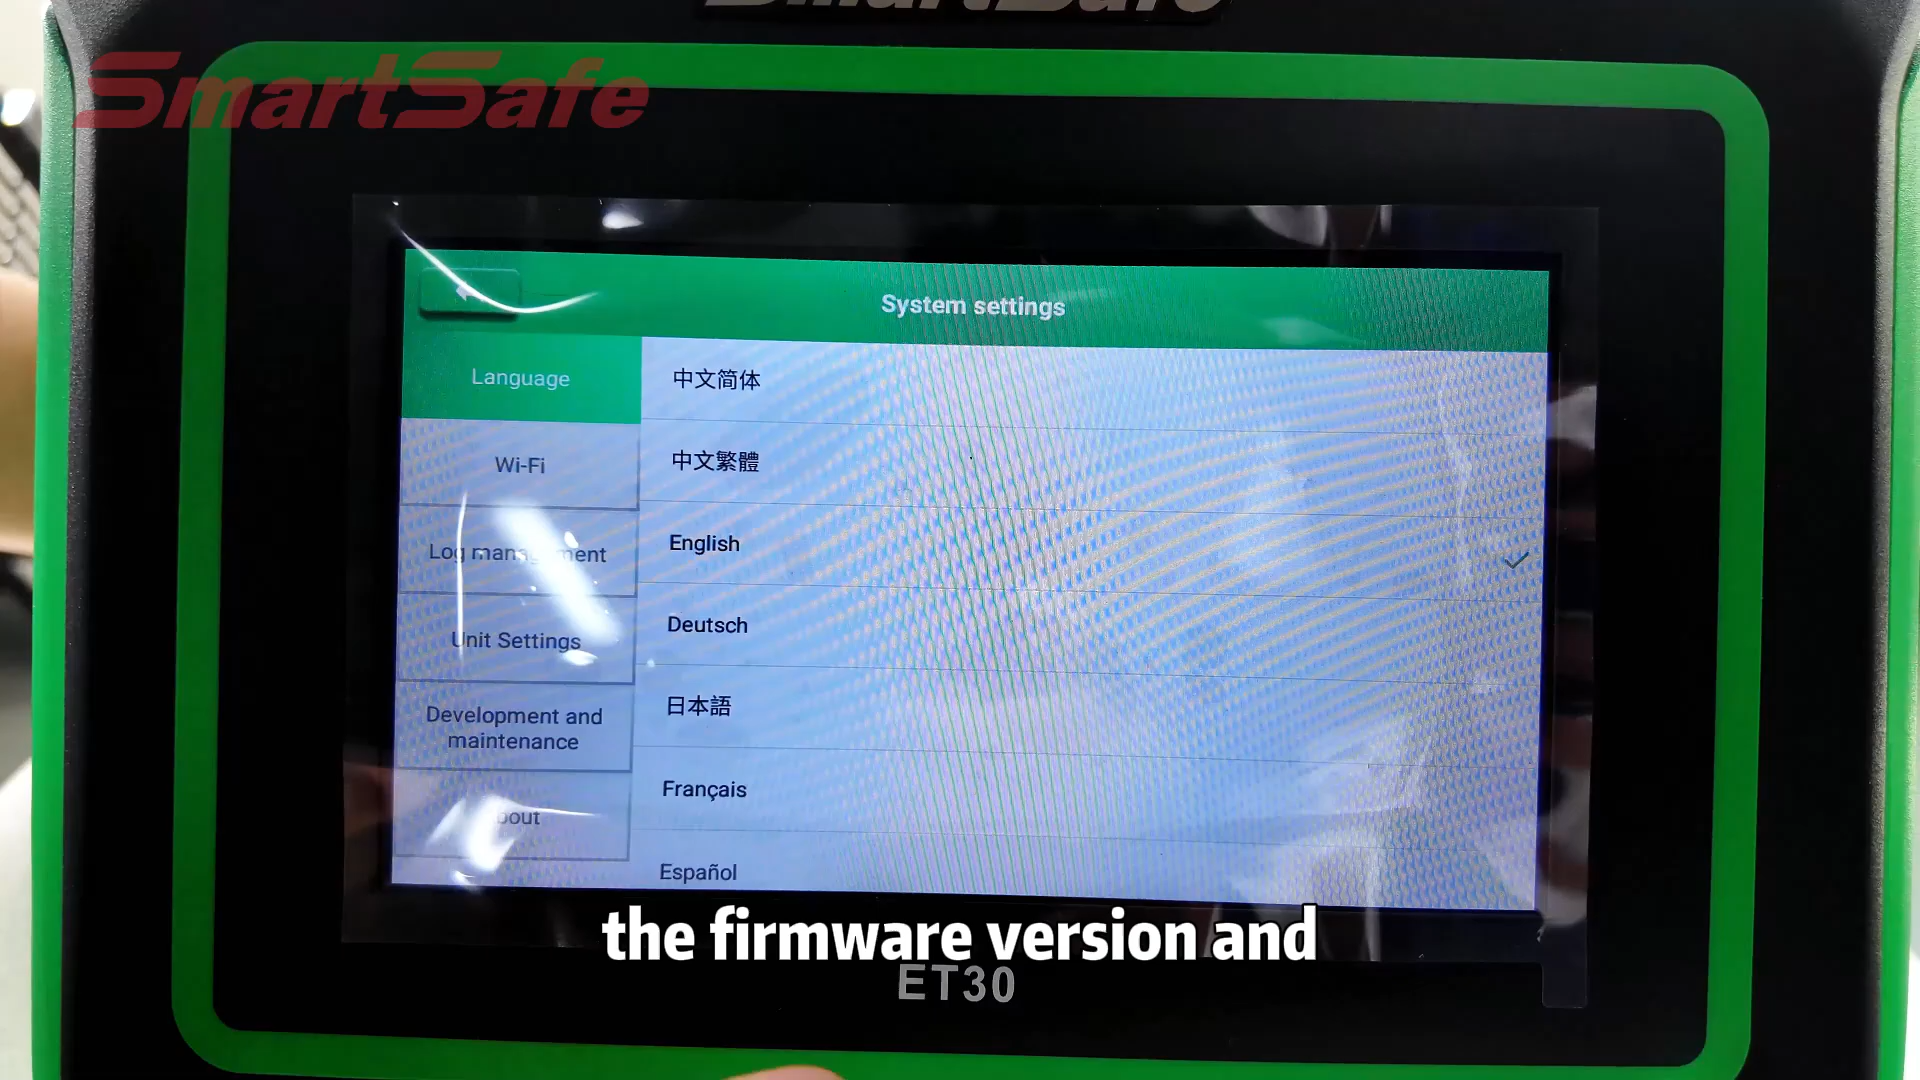 SmartSafe
SmartSafe
System settings
Language
中文简体
中文繁體
Wi-Fi
English
Log management
Deutsch
Unit Settings
日本語
Development and
maintenance
Français
About
Español
the firmware version and
ET30